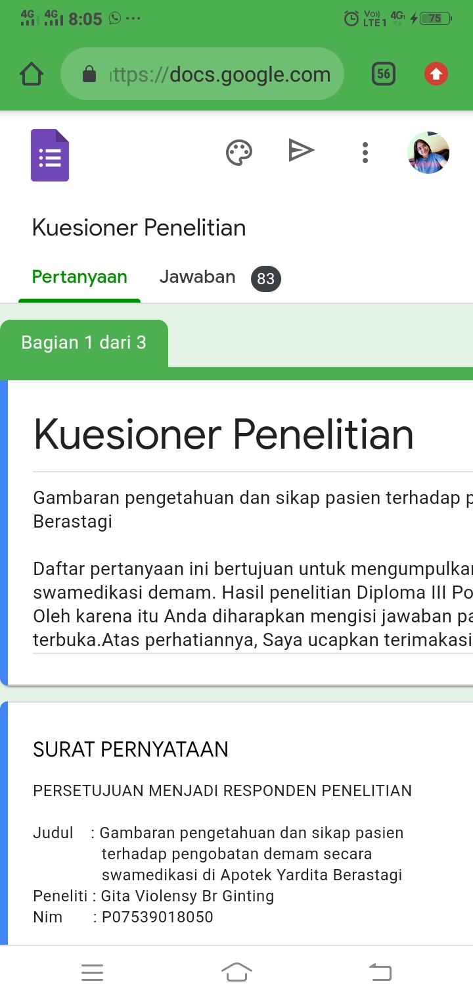 4G 4G 8:05 ... Vo)) LTE1 4G 75
ttps://docs.google.com 56
Kuesioner Penelitian
Pertanyaan Jawaban 83
Bagian 1 dari 3
Kuesioner Penelitian
Gambaran pengetahuan dan sikap pasien terhadap p
Berastagi
Daftar pertanyaan ini bertujuan untuk mengumpulkan
swamedikasi demam. Hasil penelitian Diploma III Po
Oleh karena itu Anda diharapkan mengisi jawaban pa
terbuka.Atas perhatiannya, Saya ucapkan terimakasi
SURAT PERNYATAAN
PERSETUJUAN MENJADI RESPONDEN PENELITIAN
Judul : Gambaran pengetahuan dan sikap pasien
terhadap pengobatan demam secara
swamedikasi di Apotek Yardita Berastagi
Peneliti : Gita Violensy Br Ginting
Nim : P07539018050